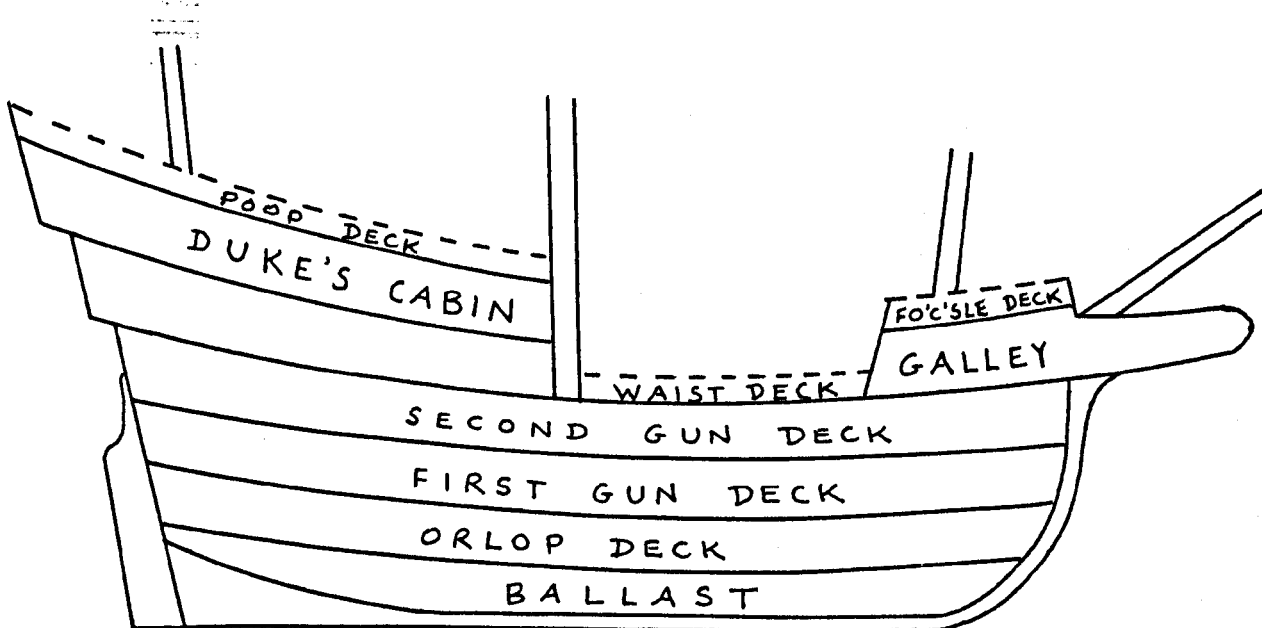 POOP DECK
DUKE'S CABIN
FO'C'SLE DECK
GALLEY
WAIST DECK
SECOND GUN DECK
FIRST GUN DECK
ORLOP DECK
BALLAST